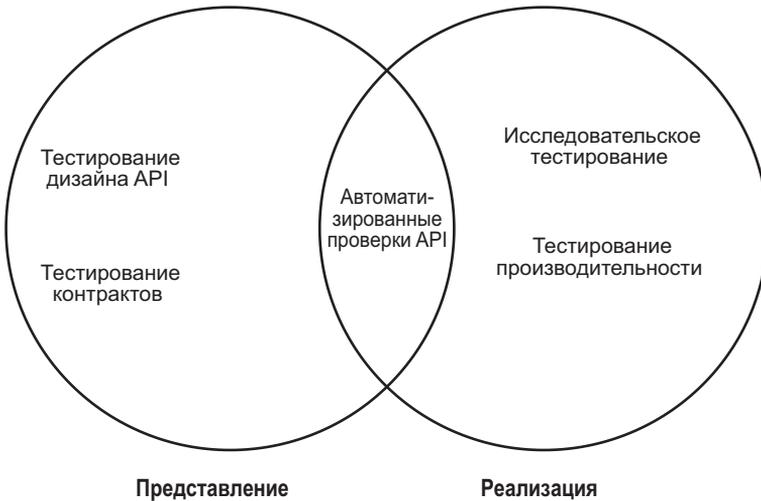 Тестирование
дизайна API
Тестирование
контрактов
Автомати-
зированные
проверки API
Исследовательское
тестирование
Тестирование
производительности
Представление
Реализация